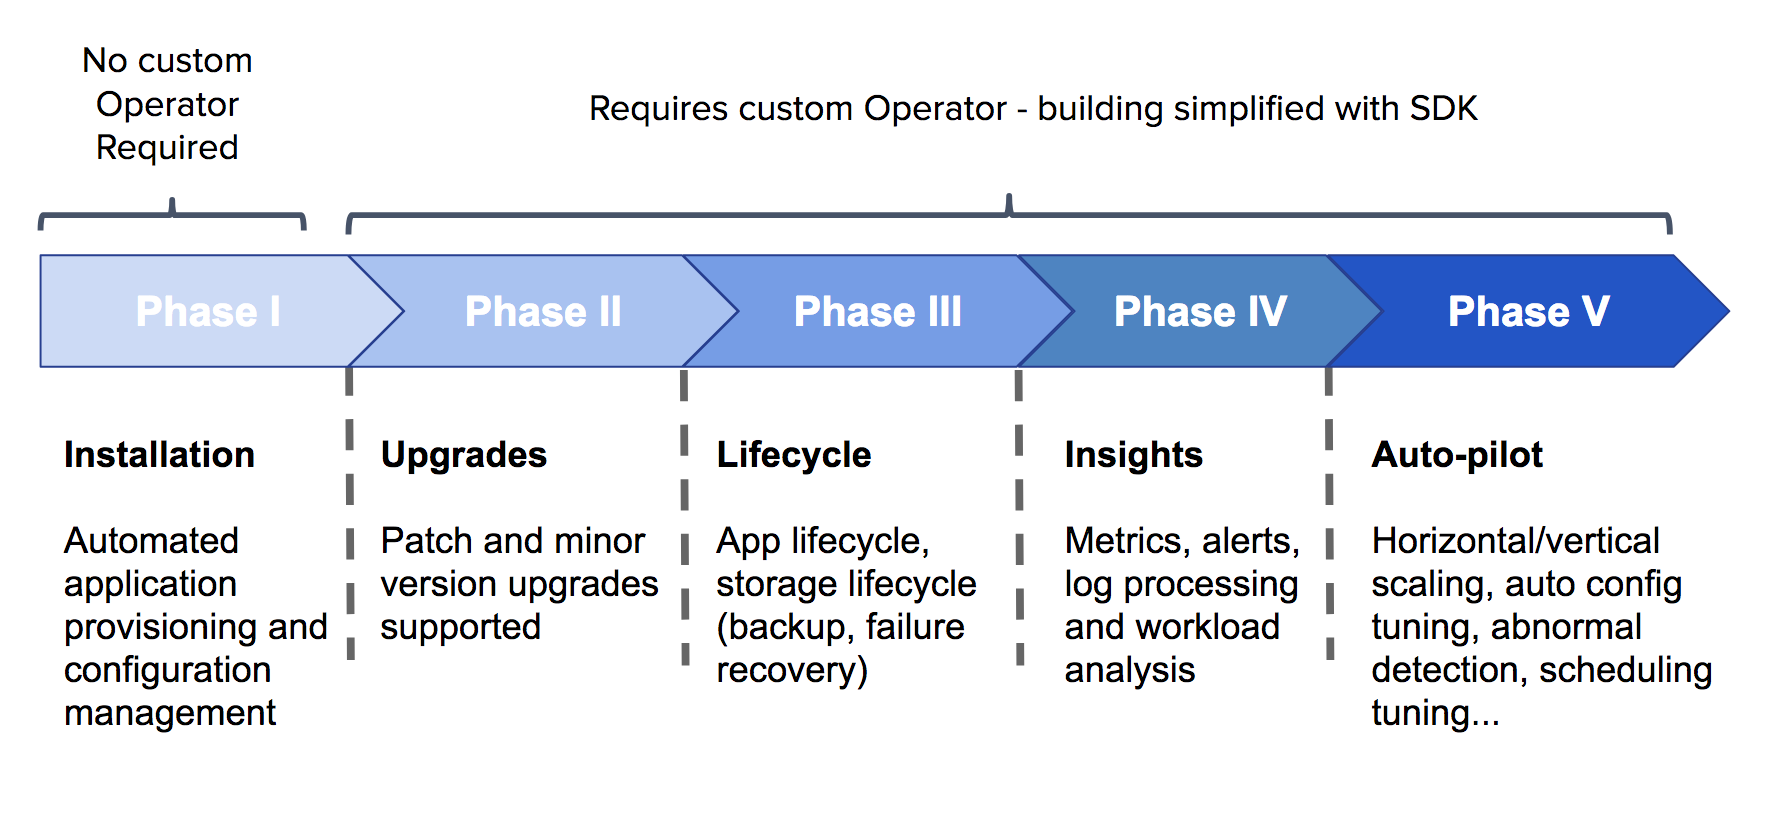 No custom
Operator
Required
Requires custom Operator - building simplified with SDK
Phase I
Phase II
Phase III
Phase IV
Phase V
Installation
Automated
application
provisioning and
configuration
management
Upgrades
Patch and minor
version upgrades
supported
Lifecycle
App lifecycle,
storage lifecycle
(backup, failure
recovery)
Insights
Metrics, alerts,
log processing
and workload
analysis
Auto-pilot
Horizontal/vertical
scaling, auto config
tuning, abnormal
detection, scheduling
tuning...